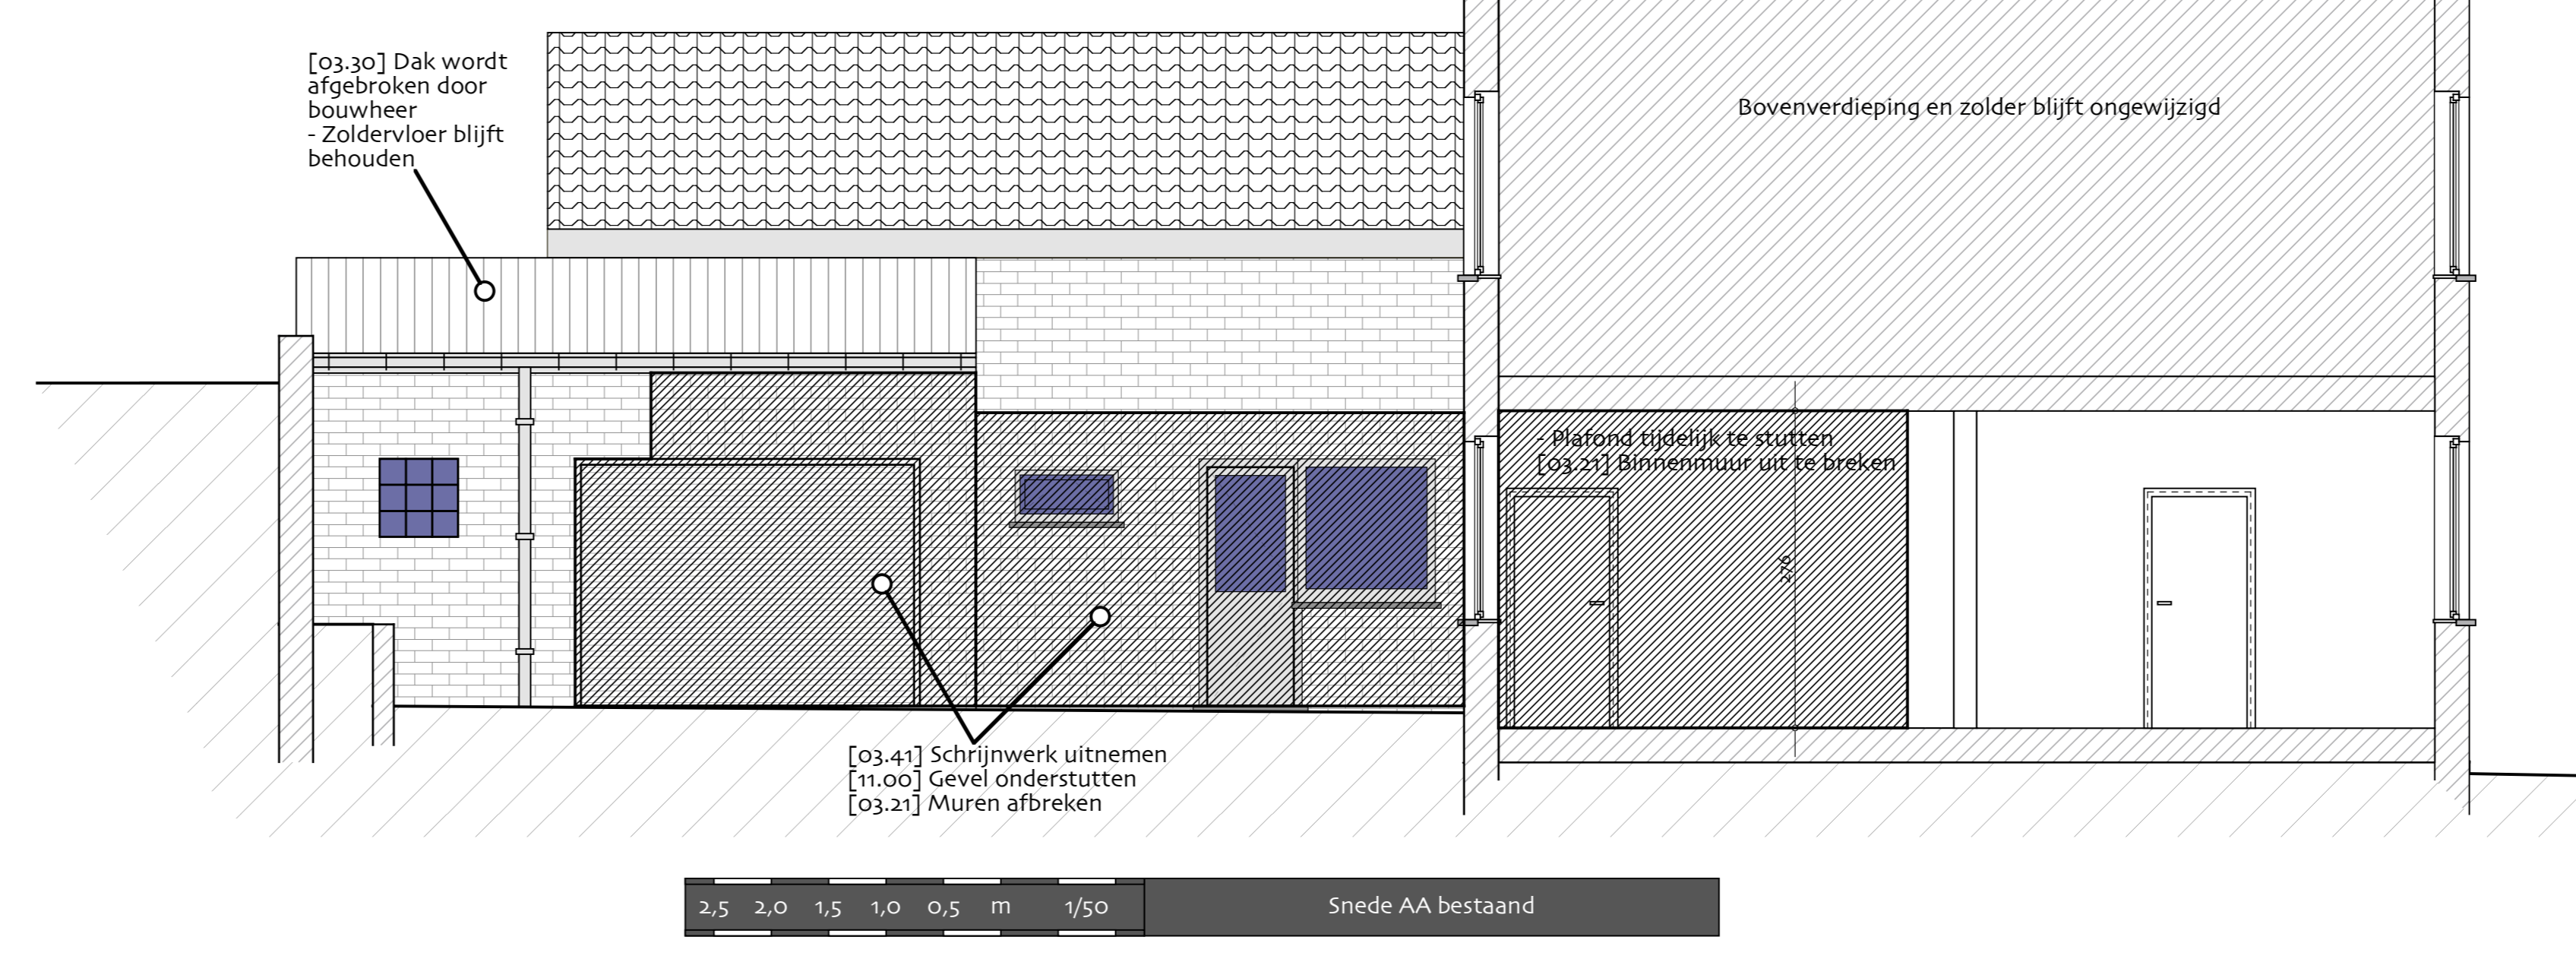 [03.30] Dak wordt
afgebroken door
bouwheer
- Zoldervloer blijft
behouden
Bovenverdieping en zolder blijft ongewijzigd
- Plafond tijdelijk te stutten
[03.21] Binnenmuur uit te breken
276
[03.41] Schrijnwerk uitnemen
[11.00] Gevel onderstutten
[03.21] Muren afbreken
2,5 2,0 1,5 1,0 0,5 m 1/50
Snede AA bestaand